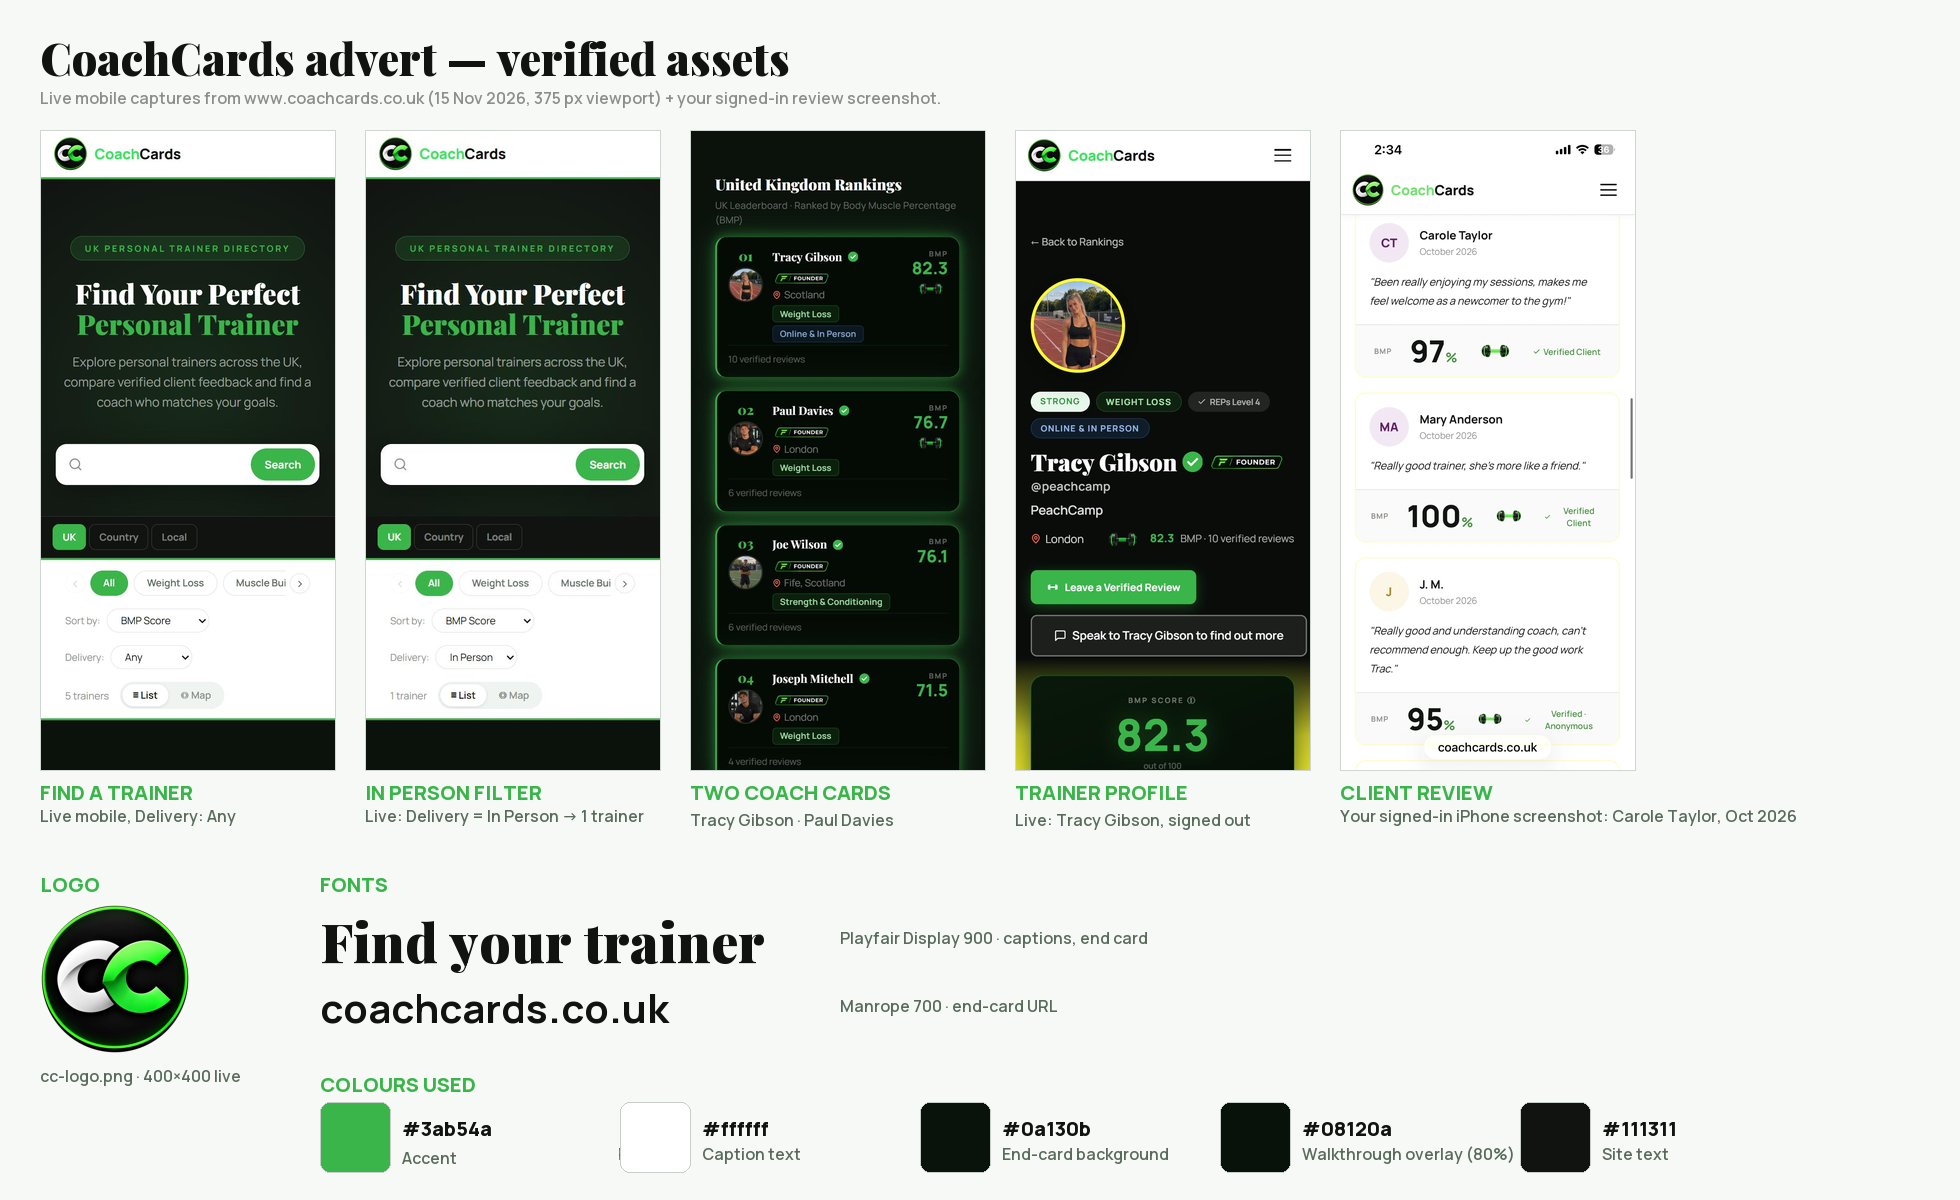 CoachCards advert — verified assets
Live mobile captures from www.coachcards.co.uk (15 Nov 2026, 375 px viewport) + your signed-in review screenshot.
CC CoachCards
UK PERSONAL TRAINER DIRECTORY
Find Your Perfect
Personal Trainer
Explore personal trainers across the UK,
compare verified client feedback and find a
coach who matches your goals.
Search
UK Country Local
All Weight Loss Muscle Bui
Sort by: BMP Score
Delivery: Any
5 trainers List Map
FIND A TRAINER
Live mobile, Delivery: Any
CC CoachCards
UK PERSONAL TRAINER DIRECTORY
Find Your Perfect
Personal Trainer
Explore personal trainers across the UK,
compare verified client feedback and find a
coach who matches your goals.
Search
UK Country Local
All Weight Loss Muscle Bui
Sort by: BMP Score
Delivery: In Person
1 trainer List Map
IN PERSON FILTER
Live: Delivery = In Person → 1 trainer
United Kingdom Rankings
UK Leaderboard · Ranked by Body Muscle Percentage
(BMP)
01 Tracy Gibson BMP
82.3
F / FOUNDER
Scotland
Weight Loss
Online & In Person
10 verified reviews
02 Paul Davies BMP
76.7
F / FOUNDER
London
Weight Loss
6 verified reviews
03 Joe Wilson BMP
76.1
F / FOUNDER
Fife, Scotland
Strength & Conditioning
6 verified reviews
04 Joseph Mitchell BMP
71.5
F / FOUNDER
London
Weight Loss
4 verified reviews
TWO COACH CARDS
Tracy Gibson · Paul Davies
CC CoachCards
← Back to Rankings
STRONG WEIGHT LOSS ✓ REPs Level 4
ONLINE & IN PERSON
Tracy Gibson F / FOUNDER
@peachcamp
PeachCamp
London 82.3 BMP · 10 verified reviews
Leave a Verified Review
Speak to Tracy Gibson to find out more
BMP SCORE ⓘ
82.3
out of 100
TRAINER PROFILE
Live: Tracy Gibson, signed out
2:34 36
CC CoachCards
CT Carole Taylor
October 2026
"Been really enjoying my sessions, makes me
feel welcome as a newcomer to the gym!"
BMP 97% ✓ Verified Client
MA Mary Anderson
October 2026
"Really good trainer, she's more like a friend."
BMP 100% ✓ Verified
Client
J J. M.
October 2026
"Really good and understanding coach, can't
recommend enough. Keep up the good work
Trac."
BMP 95% ✓ Verified ·
Anonymous
coachcards.co.uk
CLIENT REVIEW
Your signed-in iPhone screenshot: Carole Taylor, Oct 2026
LOGO
CC
cc-logo.png · 400×400 live
FONTS
Find your trainer
Playfair Display 900 · captions, end card
coachcards.co.uk
Manrope 700 · end-card URL
COLOURS USED
#3ab54a
Accent
#ffffff
Caption text
#0a130b
End-card background
#08120a
Walkthrough overlay (80%)
#111311
Site text